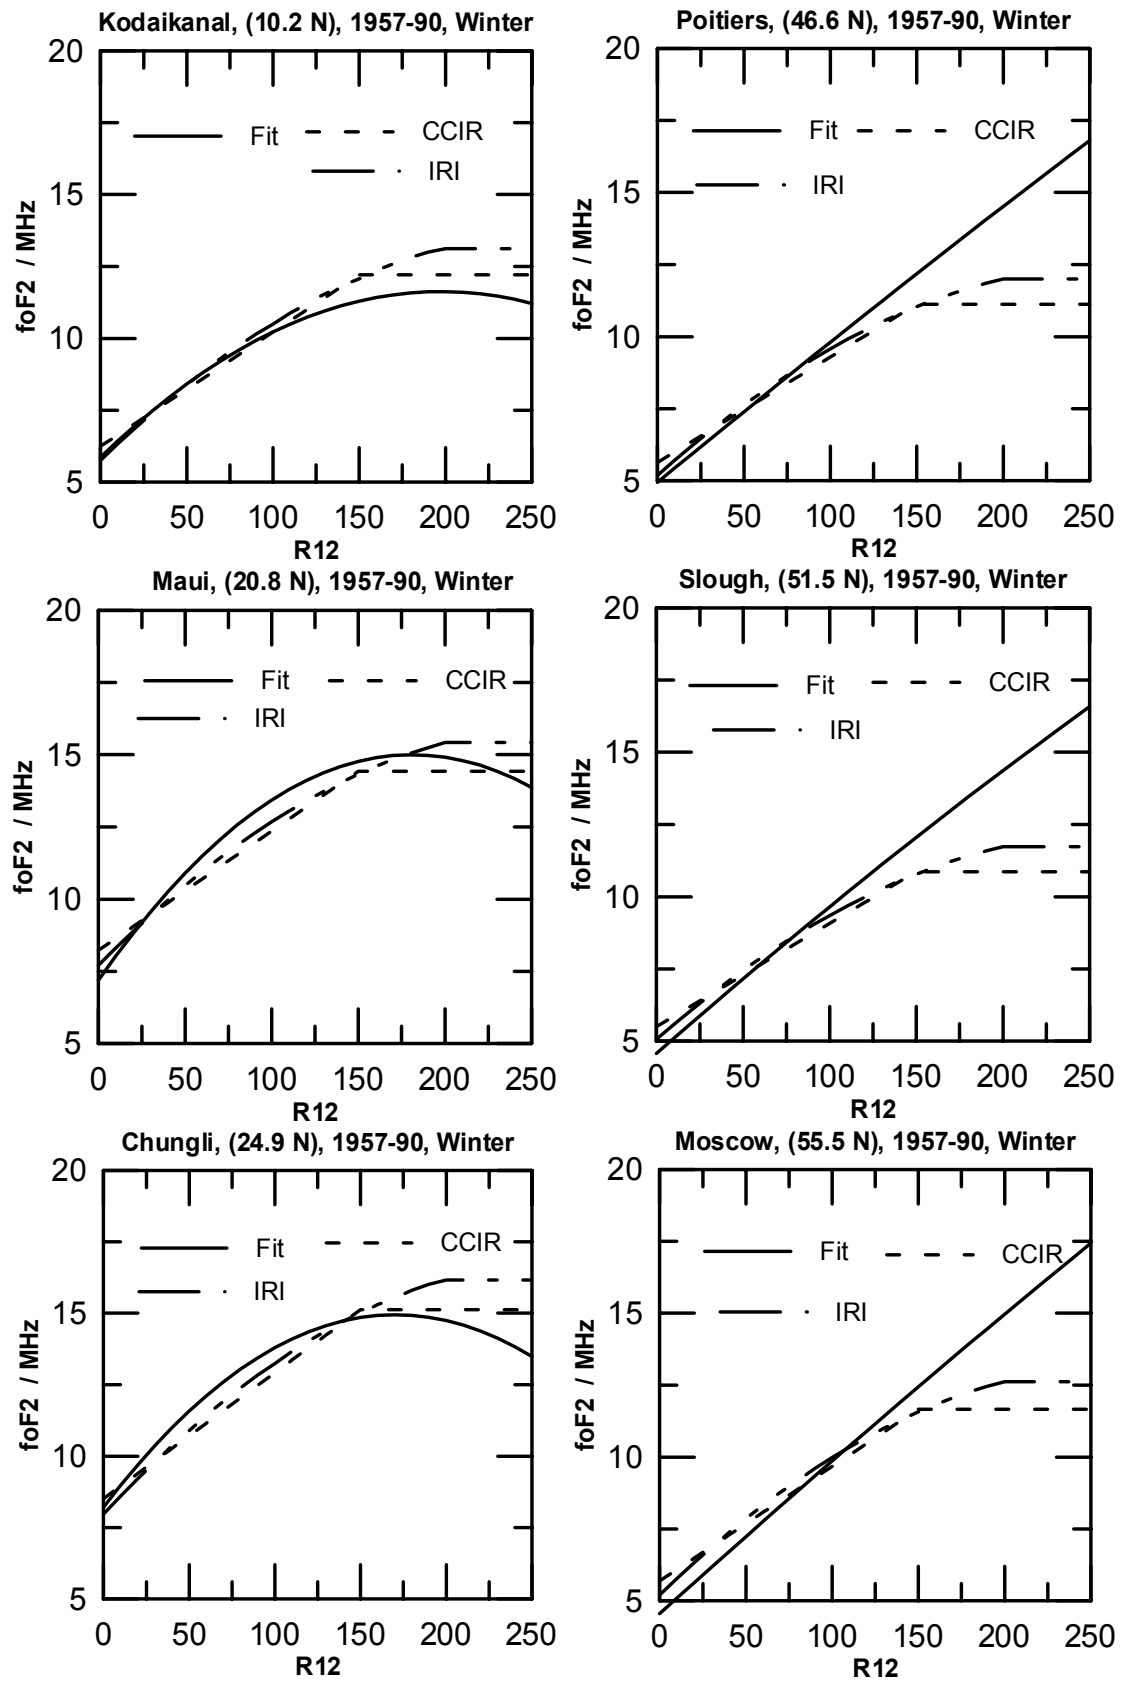 Kodaikanal, (10.2 N), 1957-90, Winter
20
15
10
5
foF2 / MHz
Fit
CCIR
IRI
0 50 100 150 200 250
R12
Poitiers, (46.6 N), 1957-90, Winter
20
15
10
5
foF2 / MHz
Fit
CCIR
IRI
0 50 100 150 200 250
R12
Maui, (20.8 N), 1957-90, Winter
20
15
10
5
foF2 / MHz
Fit
CCIR
IRI
0 50 100 150 200 250
R12
Slough, (51.5 N), 1957-90, Winter
20
15
10
5
foF2 / MHz
Fit
CCIR
IRI
0 50 100 150 200 250
R12
Chungli, (24.9 N), 1957-90, Winter
20
15
10
5
foF2 / MHz
Fit
CCIR
IRI
0 50 100 150 200 250
R12
Moscow, (55.5 N), 1957-90, Winter
20
15
10
5
foF2 / MHz
Fit
CCIR
IRI
0 50 100 150 200 250
R12